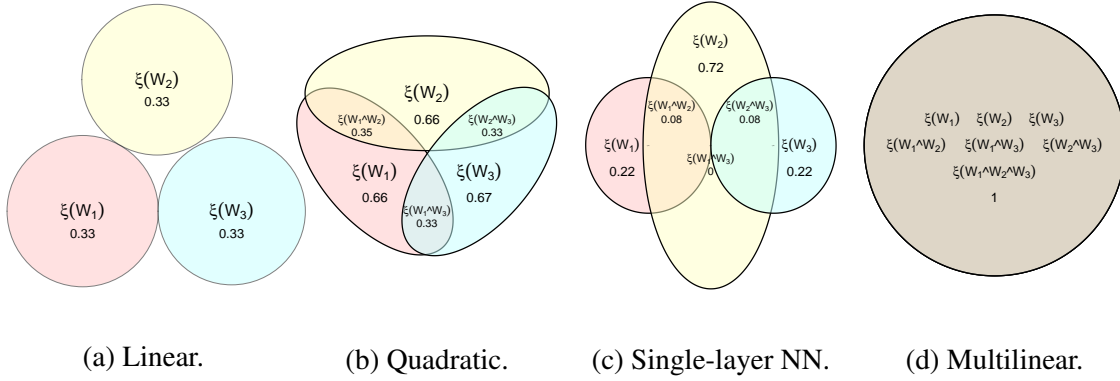 ξ(W₂)
0.33
ξ(W₁)
0.33
ξ(W₃)
0.33
(a) Linear.
ξ(W₂)
0.66
ξ(W₁^W₂)
0.35
ξ(W₂^W₃)
0.33
ξ(W₁)
0.66
ξ(W₃)
0.67
ξ(W₁^W₃)
0.33
(b) Quadratic.
ξ(W₂)
0.72
ξ(W₁^W₂)
0.08
ξ(W₂^W₃)
0.08
ξ(W₁)
0.22
ξ(W₁^W₃)
0
ξ(W₃)
0.22
(c) Single-layer NN.
ξ(W₁) ξ(W₂) ξ(W₃)
ξ(W₁^W₂) ξ(W₁^W₃) ξ(W₂^W₃)
ξ(W₁^W₂^W₃)
1
(d) Multilinear.